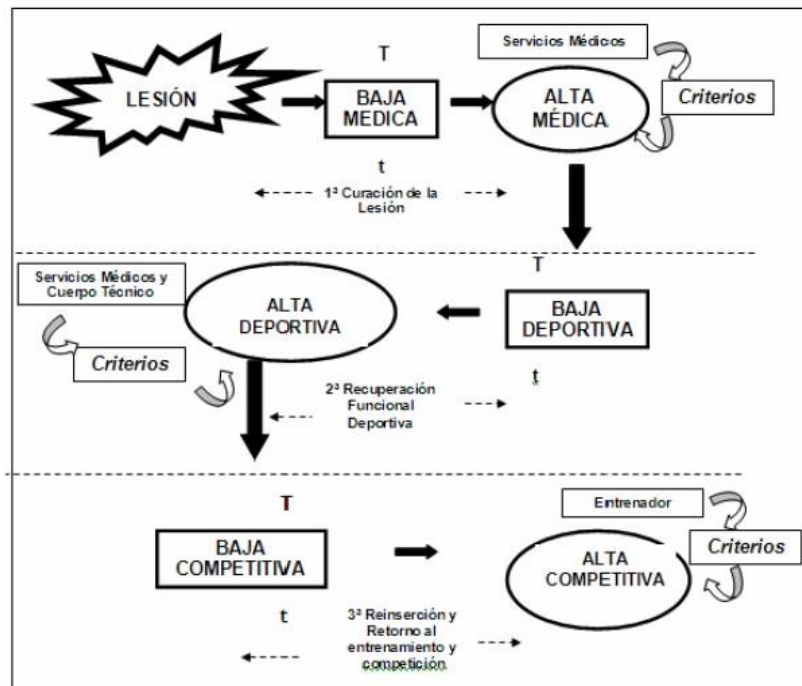 T
Servicios Médicos
LESIÓN
BAJA
MEDICA
ALTA
MÉDICA
Criterios
t
1ª Curación de la
Lesión
T
Servicios Médicos y
Cuerpo Técnico
ALTA
DEPORTIVA
BAJA
DEPORTIVA
Criterios
t
2ª Recuperación
Funcional
Deportiva
T
Eintrenador
BAJA
COMPETITIVA
ALTA
COMPETITIVA
Criterios
t
3ª Reinserción y
Retorno al
entrenamiento y
competición